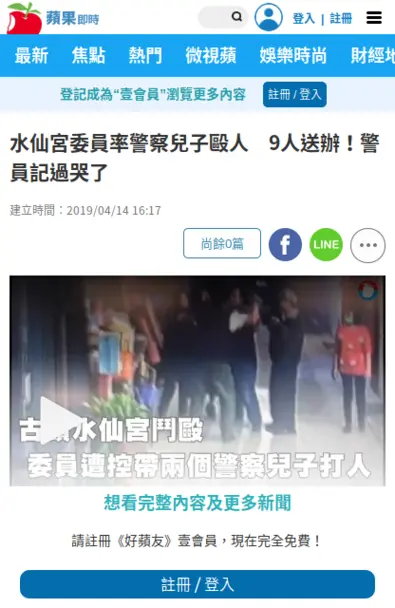 蘋果即時
登入 | 註冊
最新 焦點 熱門 微視蘋 娛樂時尚 財經地
登記成為“壹會員”瀏覽更多內容 註冊 / 登入
水仙宮委員率警察兒子毆人　9人送辦！警
員記過哭了
建立時間：2019/04/14 16:17
尚餘0篇
f
LINE
水仙宮鬥毆
委員遭控帶兩個警察兒子打人
想看完整內容及更多新聞
請註冊《好蘋友》壹會員，現在完全免費！
註冊 / 登入